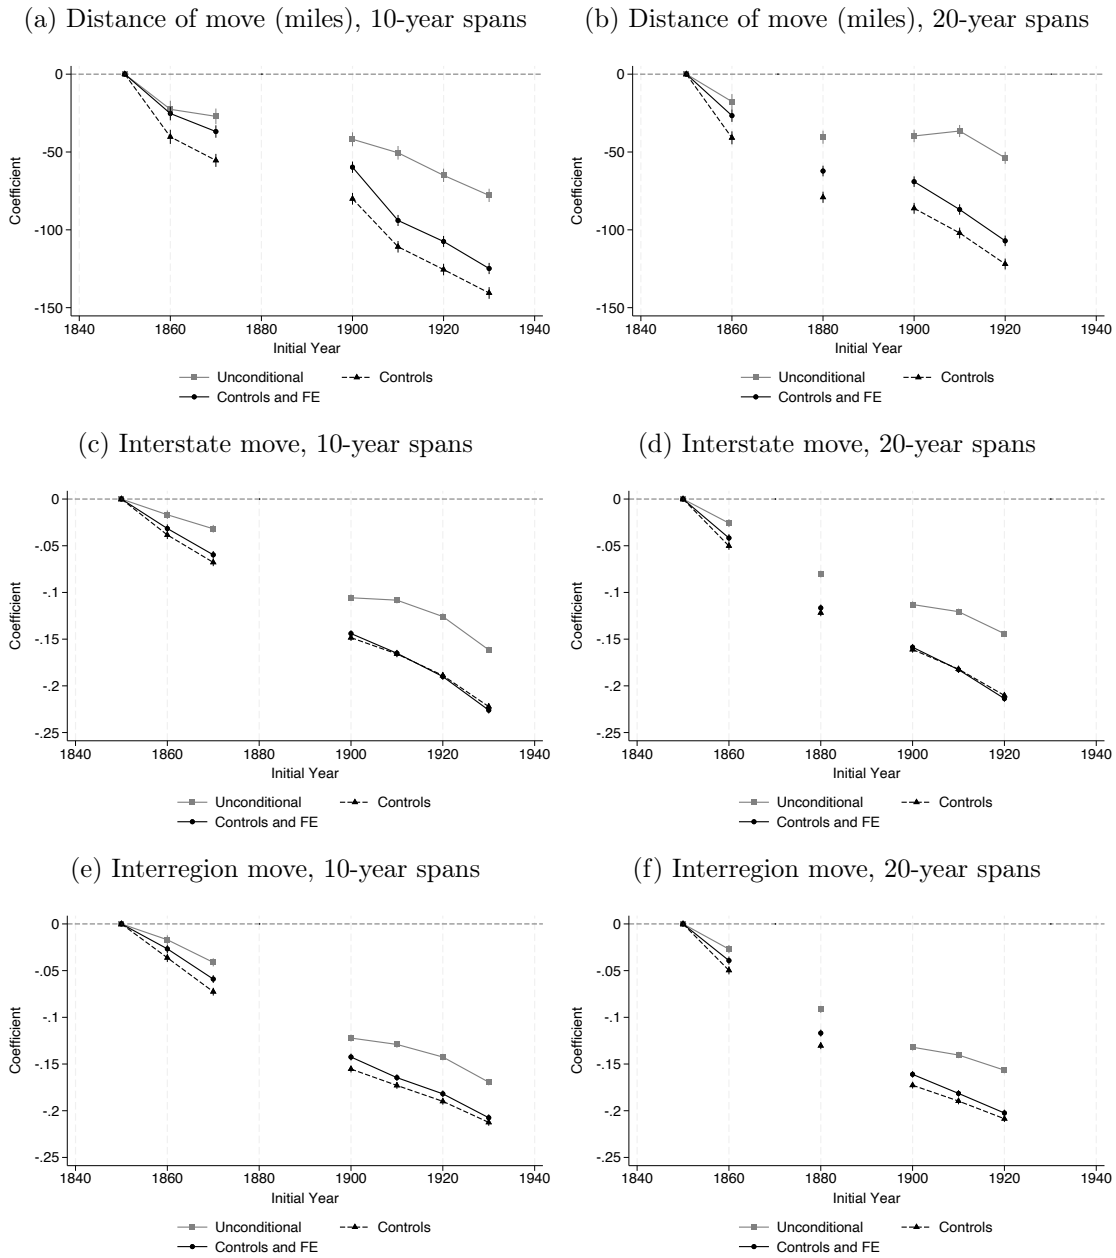 (a) Distance of move (miles), 10-year spans
0
-50
-100
-150
Coefficient
1840 1860 1880 1900 1920 1940
Initial Year
Unconditional Controls
Controls and FE
(b) Distance of move (miles), 20-year spans
0
-50
-100
-150
Coefficient
1840 1860 1880 1900 1920 1940
Initial Year
Unconditional Controls
Controls and FE
(c) Interstate move, 10-year spans
0
-.05
-.1
-.15
-.2
-.25
Coefficient
1840 1860 1880 1900 1920 1940
Initial Year
Unconditional Controls
Controls and FE
(d) Interstate move, 20-year spans
0
-.05
-.1
-.15
-.2
-.25
Coefficient
1840 1860 1880 1900 1920 1940
Initial Year
Unconditional Controls
Controls and FE
(e) Interregion move, 10-year spans
0
-.05
-.1
-.15
-.2
-.25
Coefficient
1840 1860 1880 1900 1920 1940
Initial Year
Unconditional Controls
Controls and FE
(f) Interregion move, 20-year spans
0
-.05
-.1
-.15
-.2
-.25
Coefficient
1840 1860 1880 1900 1920 1940
Initial Year
Unconditional Controls
Controls and FE